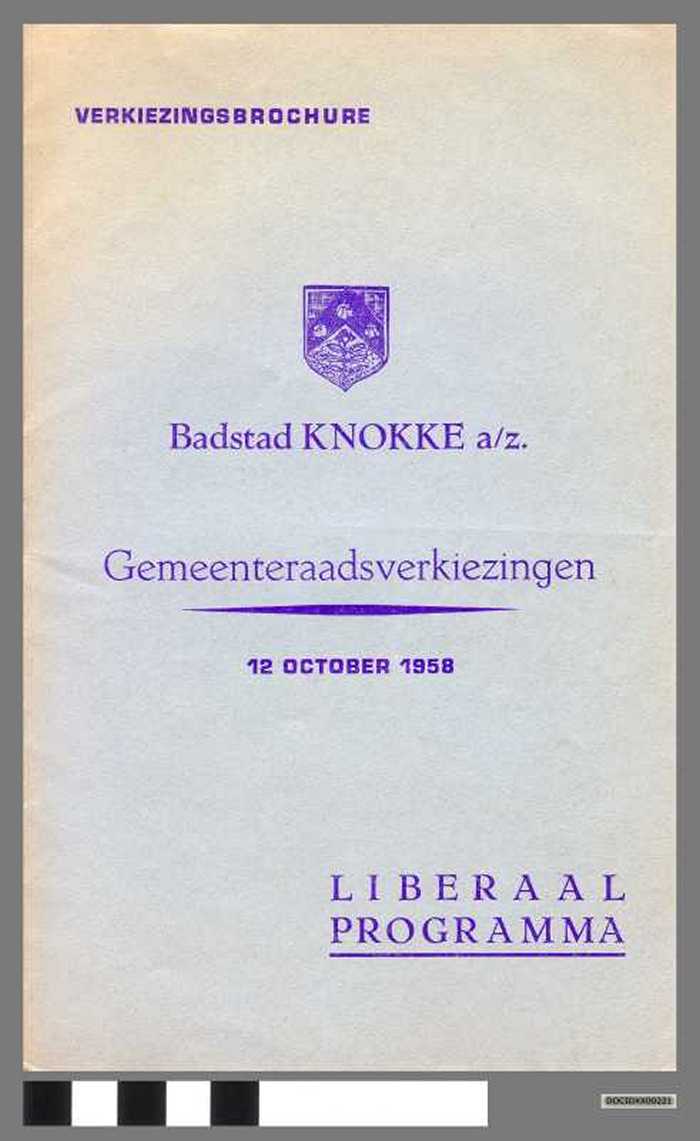 VERKIEZINGSBROCHURE
Badstad KNOKKE a/z.
Gemeenteraadsverkiezingen
12 OCTOBER 1958
LIBERAAL
PROGRAMMA